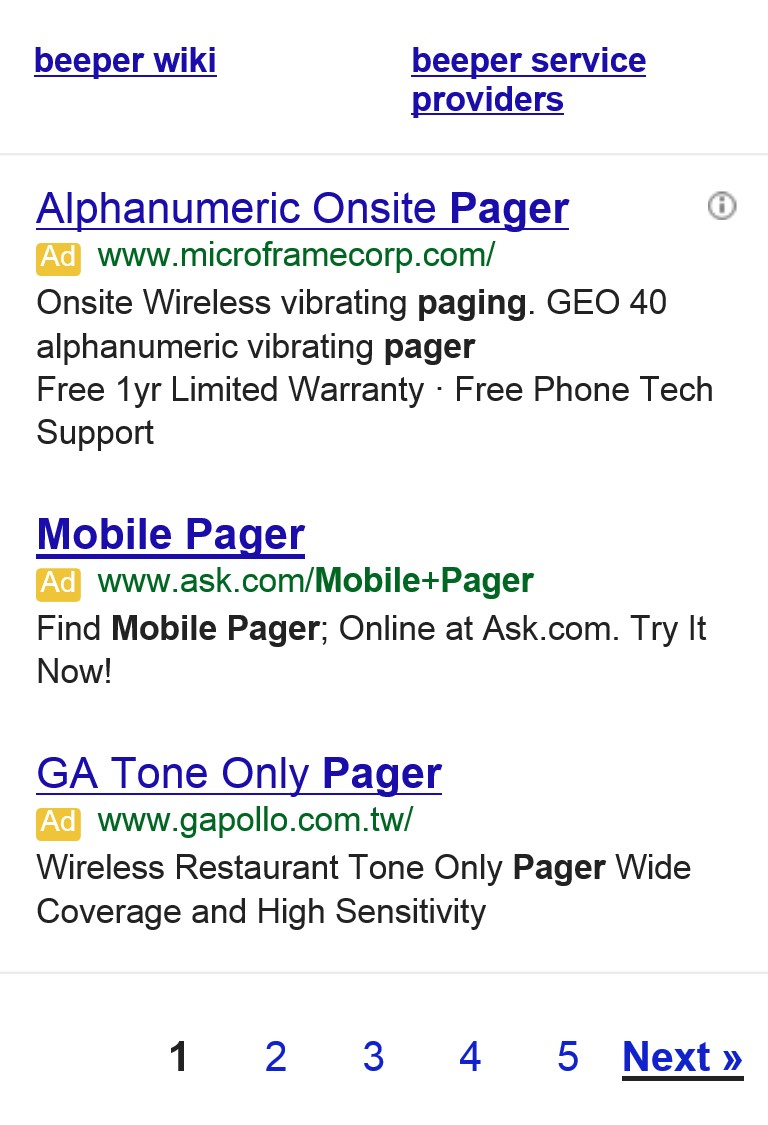 beeper wiki
beeper service
providers
Alphanumeric Onsite Pager
Ad www.microframecorp.com/
Onsite Wireless vibrating paging. GEO 40
alphanumeric vibrating pager
Free 1yr Limited Warranty · Free Phone Tech
Support
Mobile Pager
Ad www.ask.com/Mobile+Pager
Find Mobile Pager; Online at Ask.com. Try It
Now!
GA Tone Only Pager
Ad www.gapollo.com.tw/
Wireless Restaurant Tone Only Pager Wide
Coverage and High Sensitivity
1 2 3 4 5 Next »